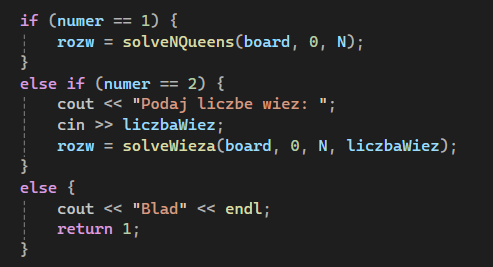 if (numer == 1) {
    rozw = solveNQueens(board, 0, N);
}
else if (numer == 2) {
    cout << "Podaj liczbe wiez: ";
    cin >> liczbaWiez;
    rozw = solveWieza(board, 0, N, liczbaWiez);
}
else {
    cout << "Blad" << endl;
    return 1;
}